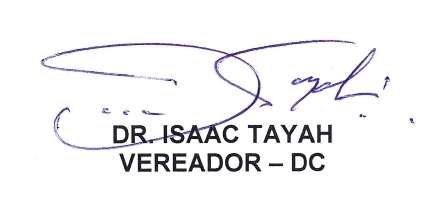 DR. ISAAC TAYAH
VEREADOR – DC